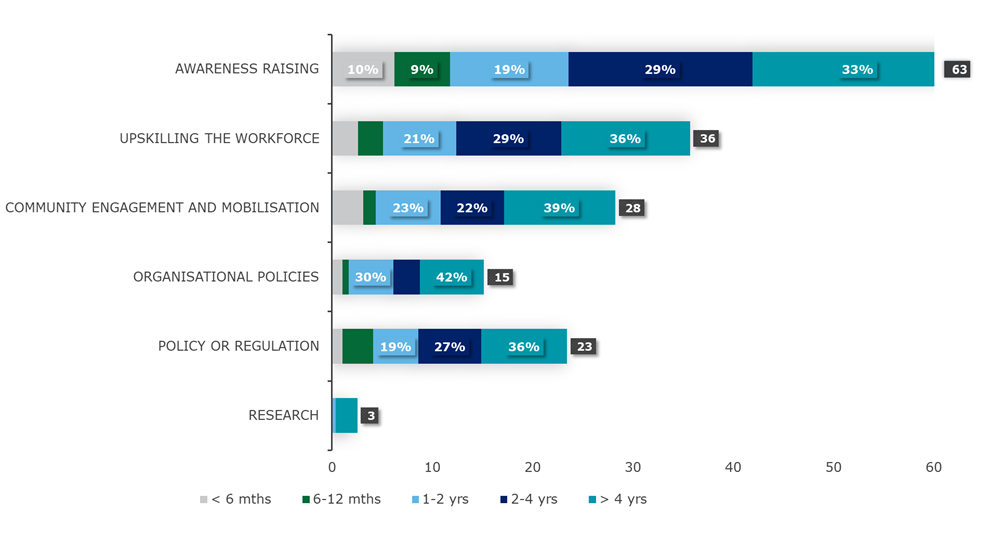 AWARENESS RAISING 10% 9% 19% 29% 33% 63
UPSKILLING THE WORKFORCE 21% 29% 36% 36
COMMUNITY ENGAGEMENT AND MOBILISATION 23% 22% 39% 28
ORGANISATIONAL POLICIES 30% 42% 15
POLICY OR REGULATION 19% 27% 36% 23
RESEARCH 3
0 10 20 30 40 50 60
< 6 mths 6-12 mths 1-2 yrs 2-4 yrs > 4 yrs